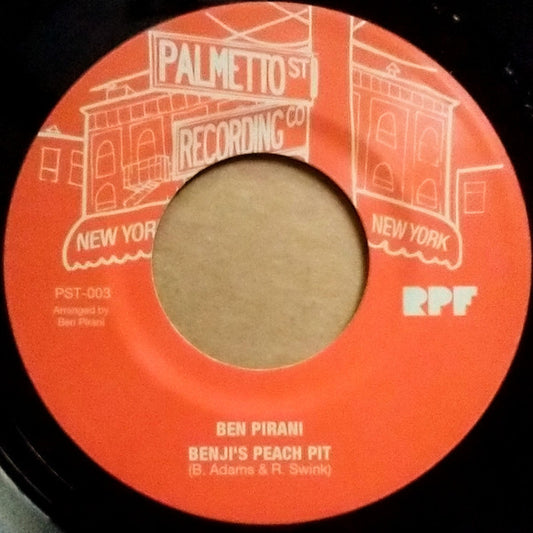 PALMETTO ST
RECORDING CO
NEW YOR
NEW YORK
PST-003
Arranged by
Ben Pirani
RPF
BEN PIRANI
BENJI'S PEACH PIT
(B. Adams & R. Swink)